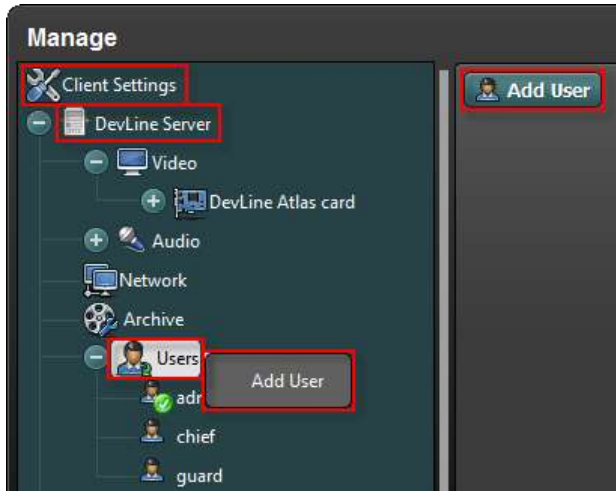 Manage
Client Settings
Add User
DevLine Server
Video
DevLine Atlas card
Audio
Network
Archive
Users
Add User
chief
guard